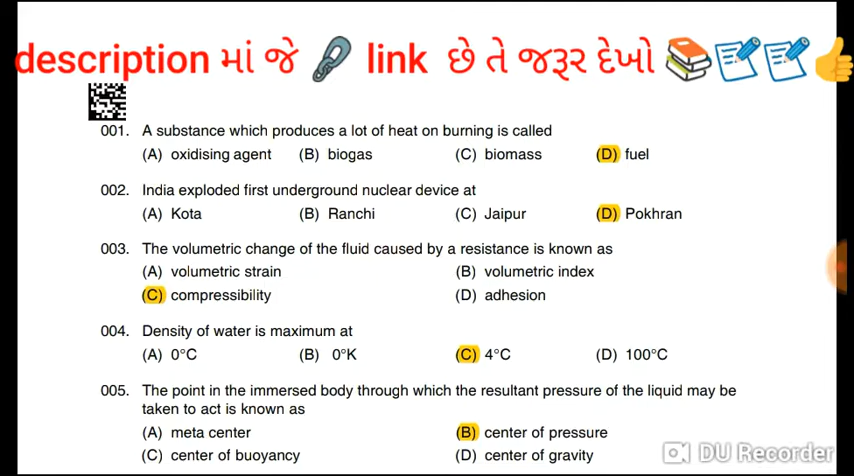 description માં જે link છે તે જરૂર દેખો
001. A substance which produces a lot of heat on burning is called
(A) oxidising agent (B) biogas (C) biomass (D) fuel
002. India exploded first underground nuclear device at
(A) Kota (B) Ranchi (C) Jaipur (D) Pokhran
003. The volumetric change of the fluid caused by a resistance is known as
(A) volumetric strain (B) volumetric index
(C) compressibility (D) adhesion
004. Density of water is maximum at
(A) 0°C (B) 0°K (C) 4°C (D) 100°C
005. The point in the immersed body through which the resultant pressure of the liquid may be
taken to act is known as
(A) meta center (B) center of pressure
(C) center of buoyancy (D) center of gravity
DU Recorder